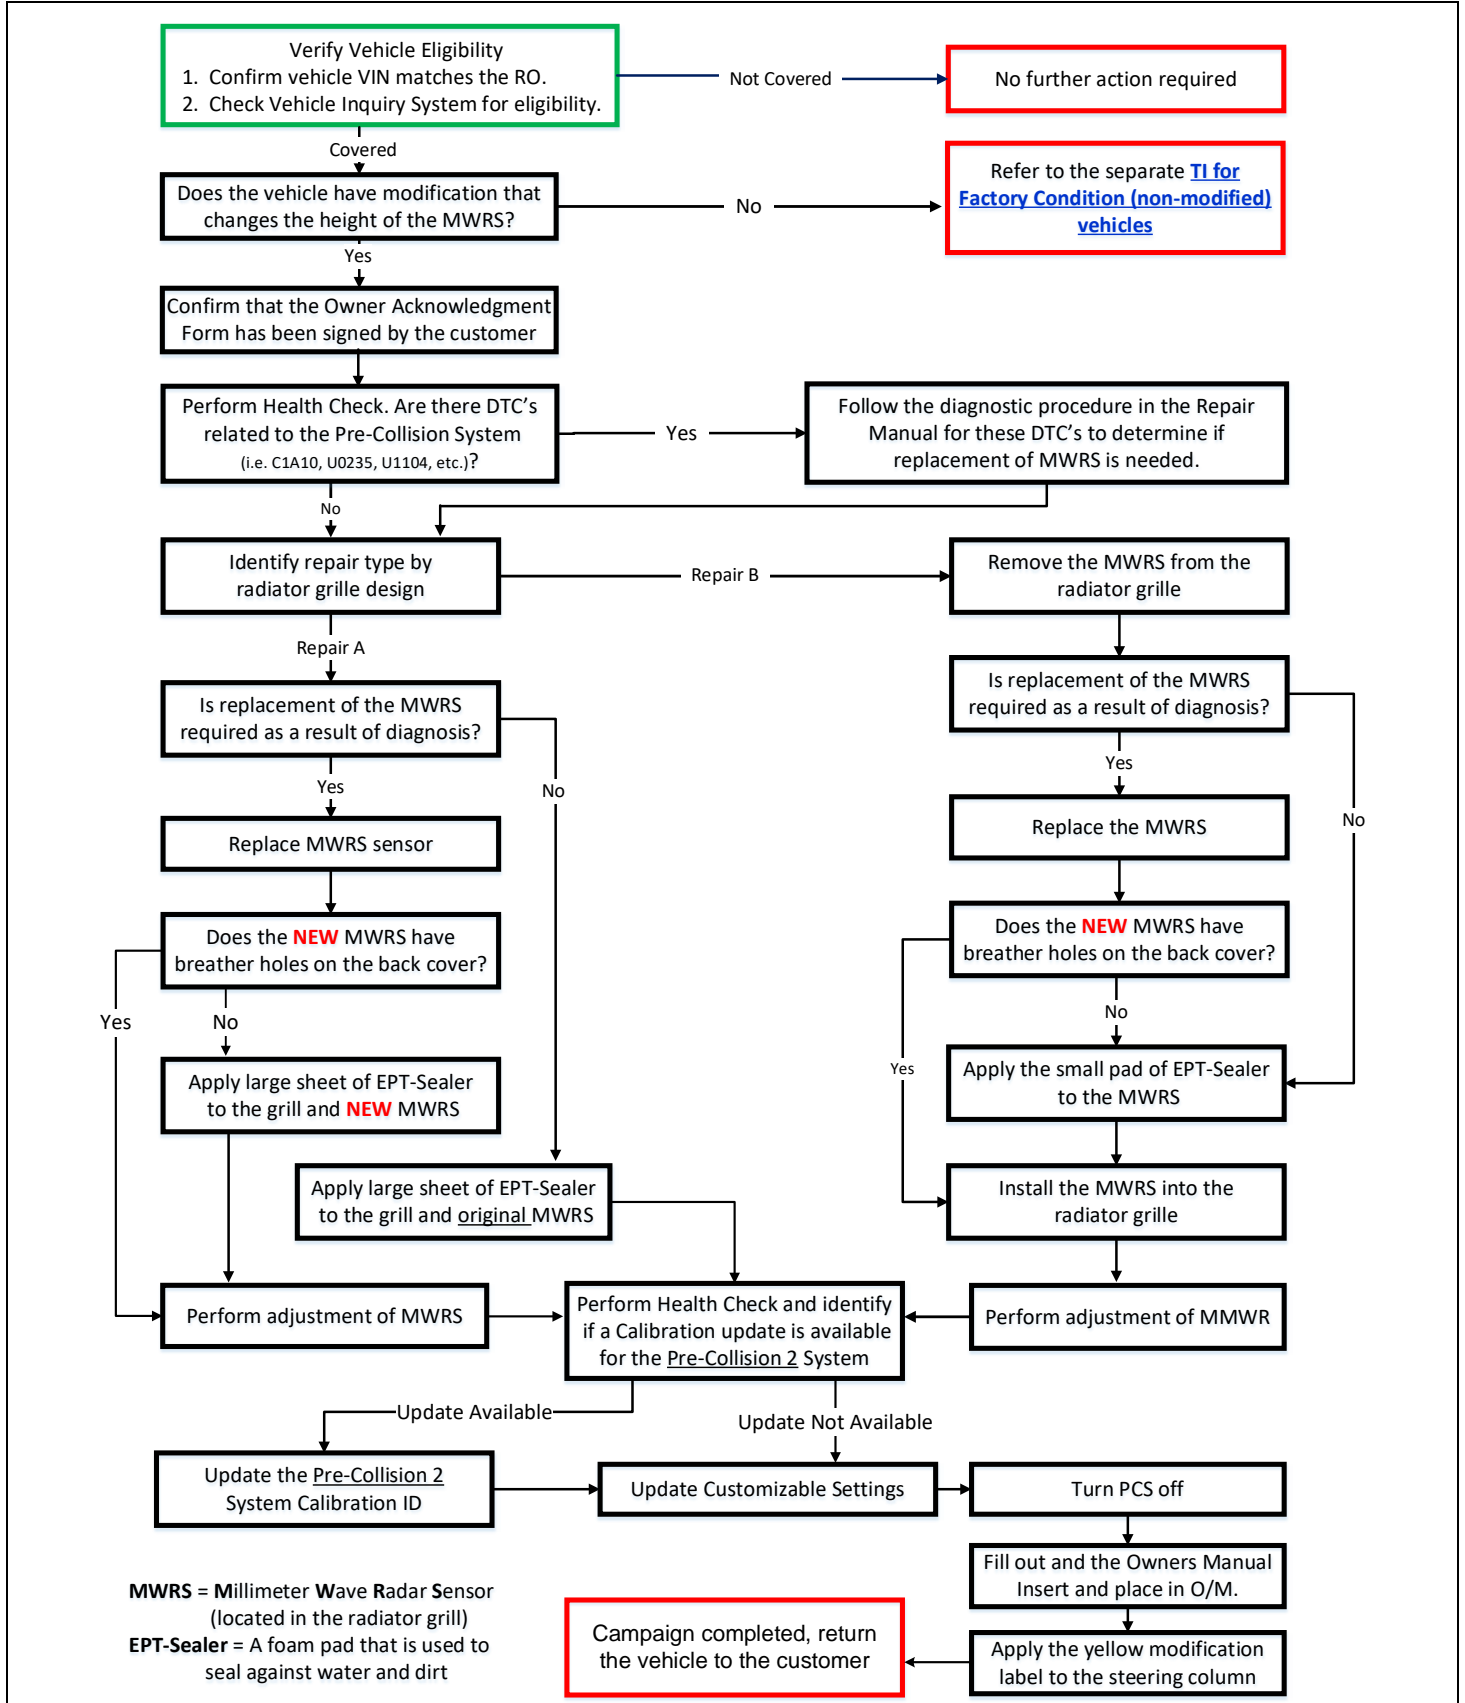 Verify Vehicle Eligibility
1. Confirm vehicle VIN matches the RO.
2. Check Vehicle Inquiry System for eligibility.
Not Covered
No further action required
Covered
Does the vehicle have modification that
changes the height of the MWRS?
No
Refer to the separate TI for
Factory Condition (non-modified)
vehicles
Yes
Confirm that the Owner Acknowledgment
Form has been signed by the customer
Perform Health Check. Are there DTC's
related to the Pre-Collision System
(i.e. C1A10, U0235, U1104, etc.)?
Yes
Follow the diagnostic procedure in the Repair
Manual for these DTC's to determine if
replacement of MWRS is needed.
No
Identify repair type by
radiator grille design
Repair B
Remove the MWRS from the
radiator grille
Repair A
Is replacement of the MWRS
required as a result of diagnosis?
Is replacement of the MWRS
required as a result of diagnosis?
Yes
No
Yes
No
Replace MWRS sensor
Replace the MWRS
Does the NEW MWRS have
breather holes on the back cover?
Does the NEW MWRS have
breather holes on the back cover?
Yes
No
No
Yes
Apply large sheet of EPT-Sealer
to the grill and NEW MWRS
Apply the small pad of EPT-Sealer
to the MWRS
Apply large sheet of EPT-Sealer
to the grill and original MWRS
Install the MWRS into the
radiator grille
Perform adjustment of MWRS
Perform Health Check and identify
if a Calibration update is available
for the Pre-Collision 2 System
Perform adjustment of MMWR
Update Available
Update Not Available
Update the Pre-Collision 2
System Calibration ID
Update Customizable Settings
Turn PCS off
Fill out and the Owners Manual
Insert and place in O/M.
MWRS = Millimeter Wave Radar Sensor
(located in the radiator grill)
EPT-Sealer = A foam pad that is used to
seal against water and dirt
Campaign completed, return
the vehicle to the customer
Apply the yellow modification
label to the steering column